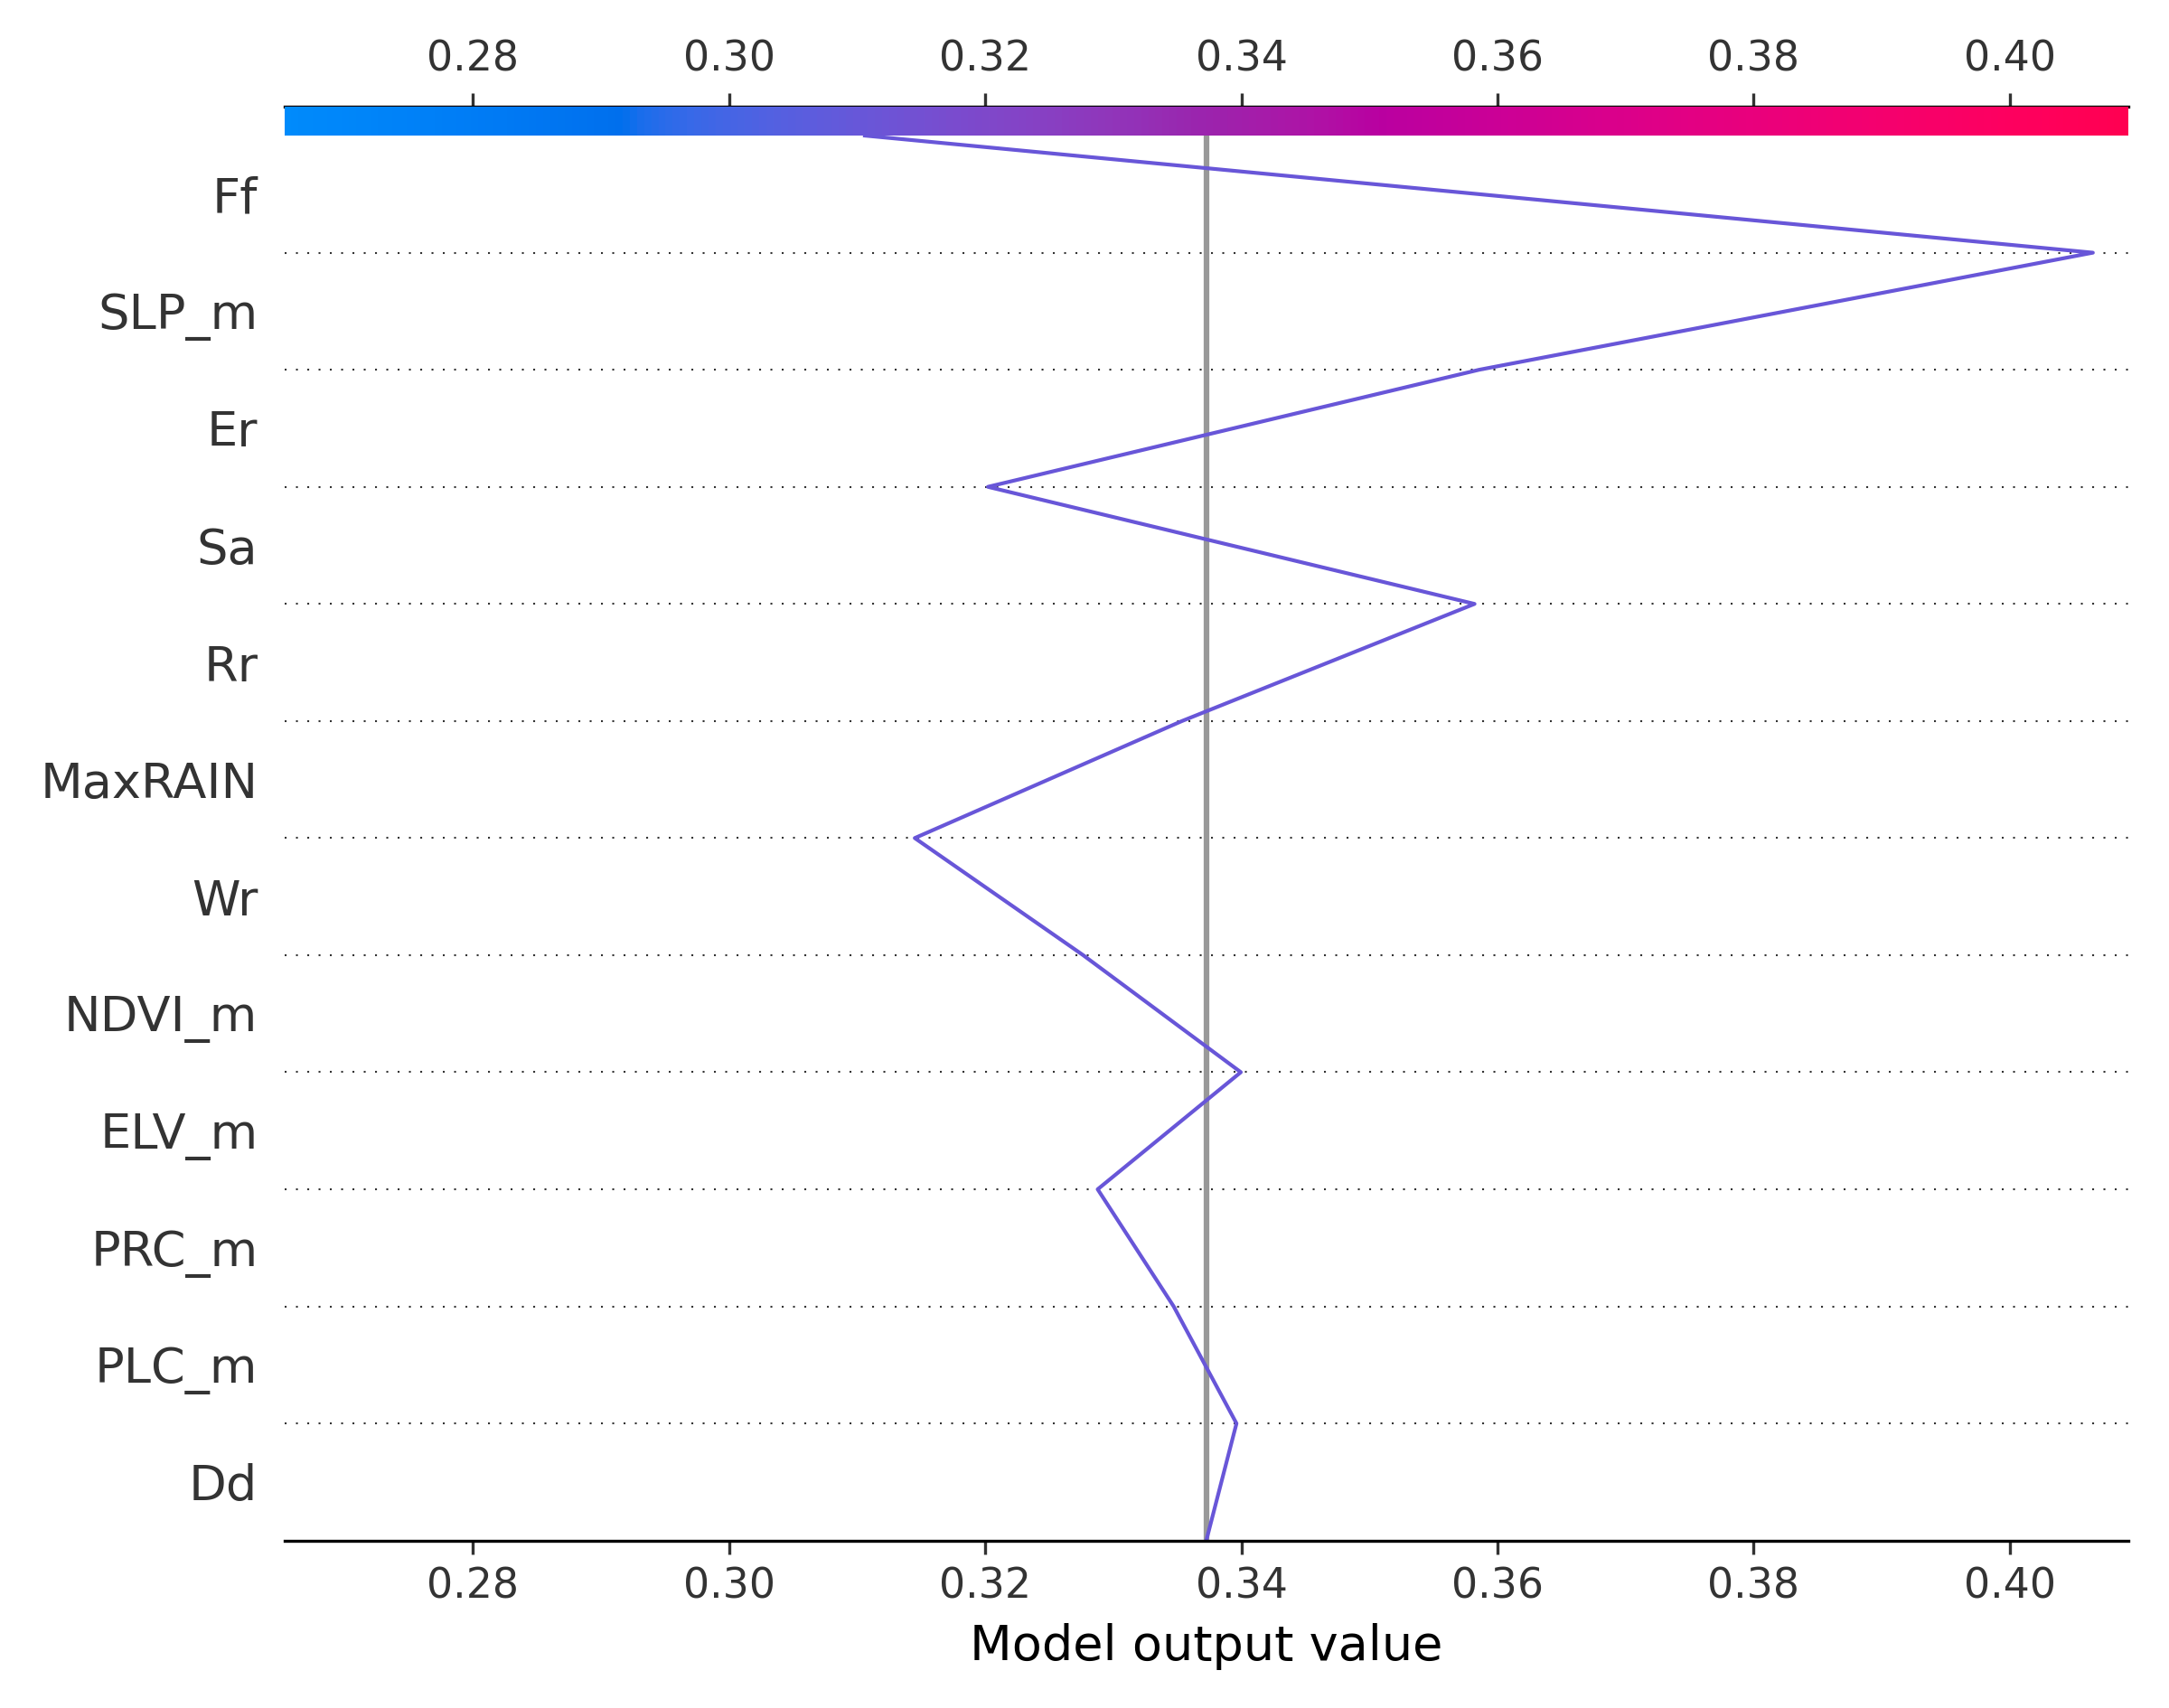 0.28 0.30 0.32 0.34 0.36 0.38 0.40
Ff
SLP_m
Er
Sa
Rr
MaxRAIN
Wr
NDVI_m
ELV_m
PRC_m
PLC_m
Dd
0.28 0.30 0.32 0.34 0.36 0.38 0.40
Model output value